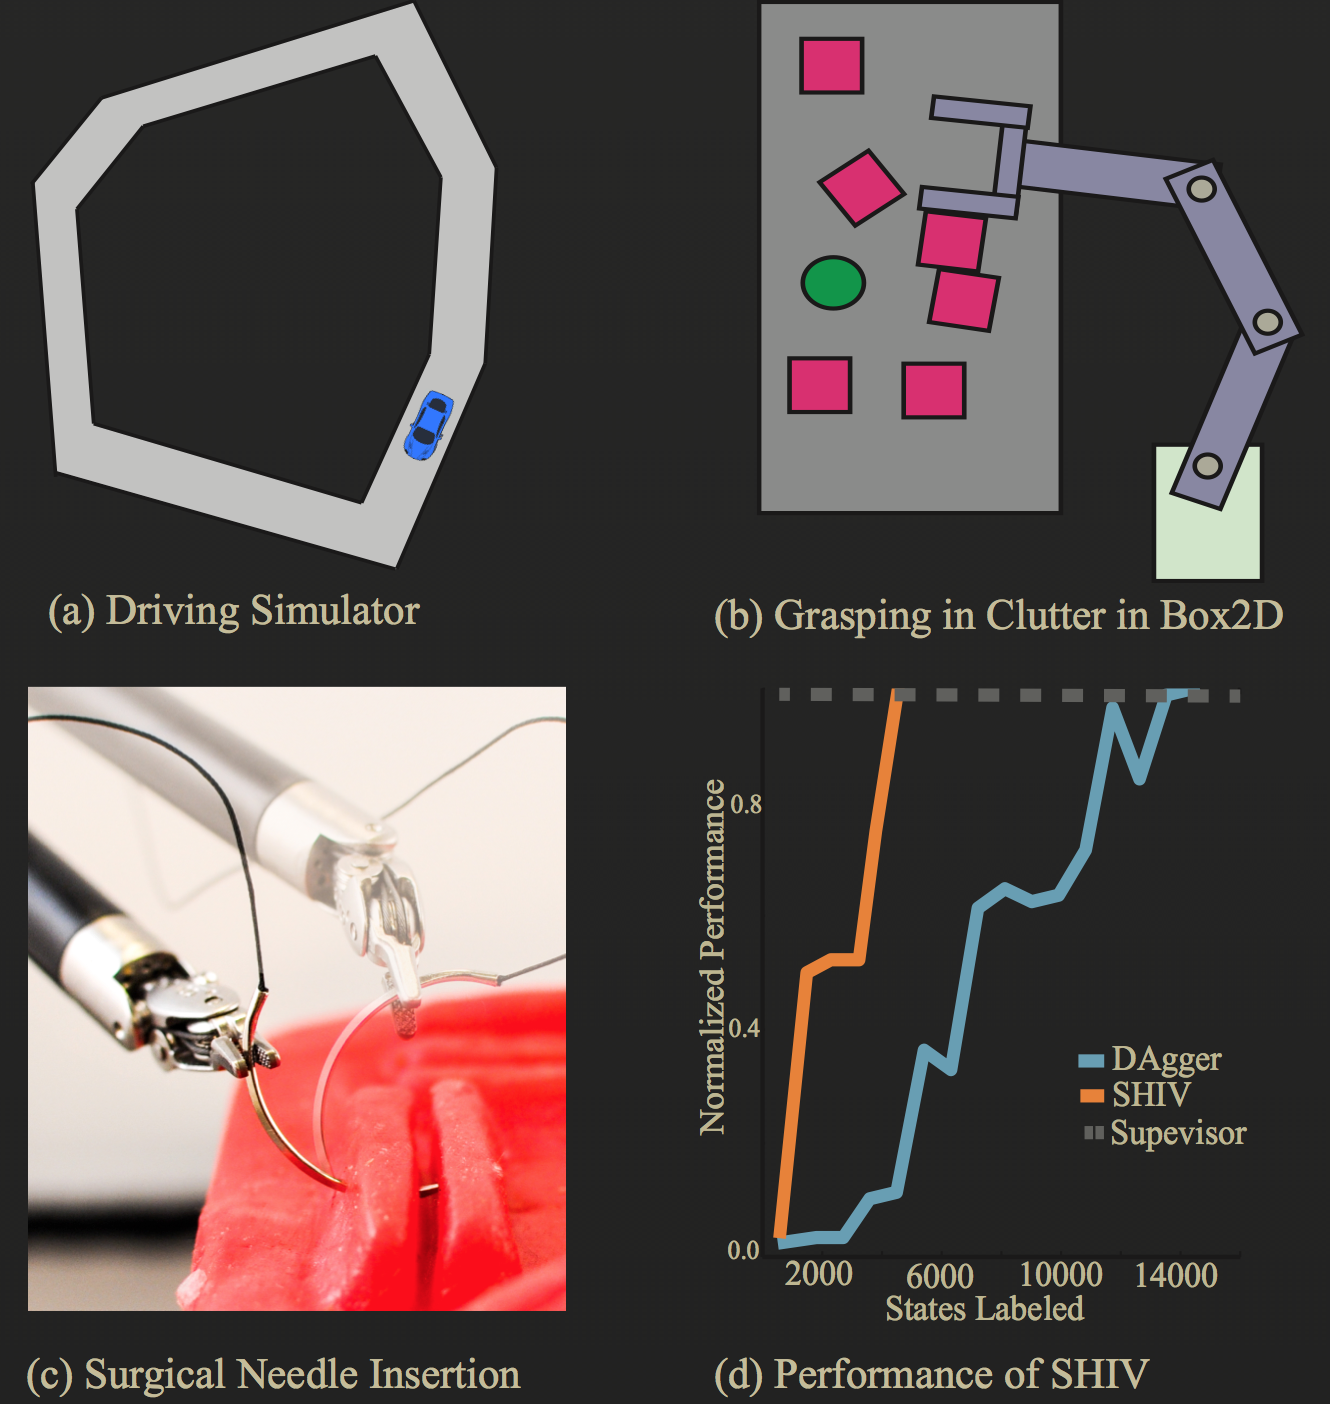 (a) Driving Simulator
(b) Grasping in Clutter in Box2D
(c) Surgical Needle Insertion
Normalized Performance
0.8
0.4
0.0
DAgger
SHIV
Supevisor
2000 6000 10000 14000
States Labeled
(d) Performance of SHIV